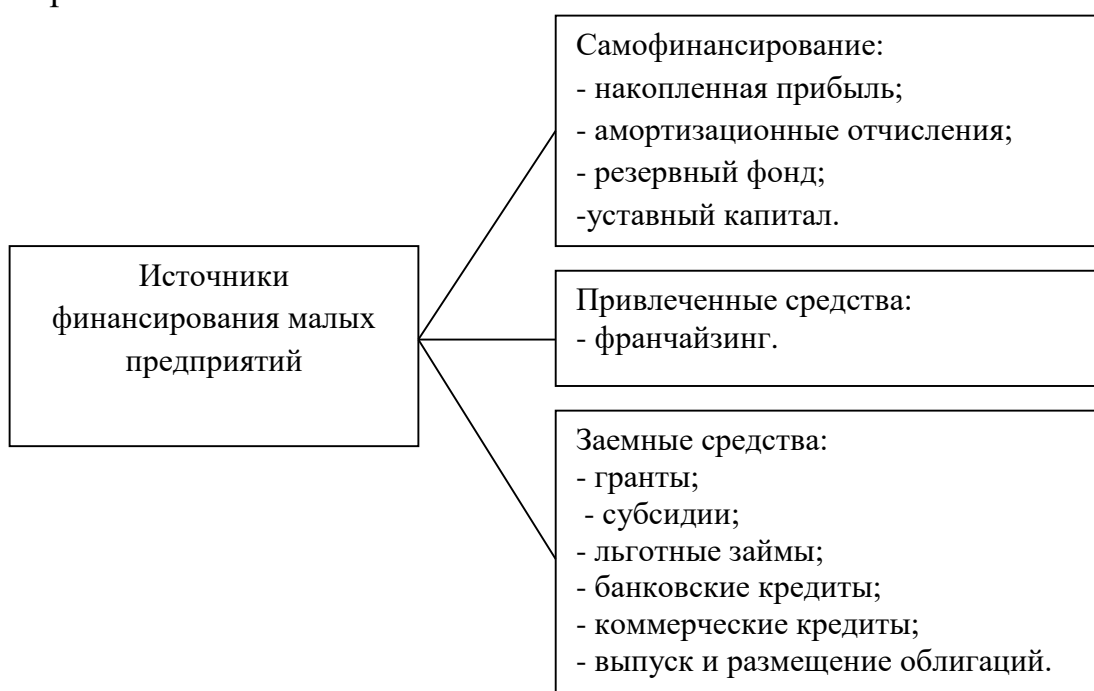 Самофинансирование:
- накопленная прибыль;
- амортизационные отчисления;
- резервный фонд;
-уставный капитал.
Источники
финансирования малых
предприятий
Привлеченные средства:
- франчайзинг.
Заемные средства:
- гранты;
- субсидии;
- льготные займы;
- банковские кредиты;
- коммерческие кредиты;
- выпуск и размещение облигаций.